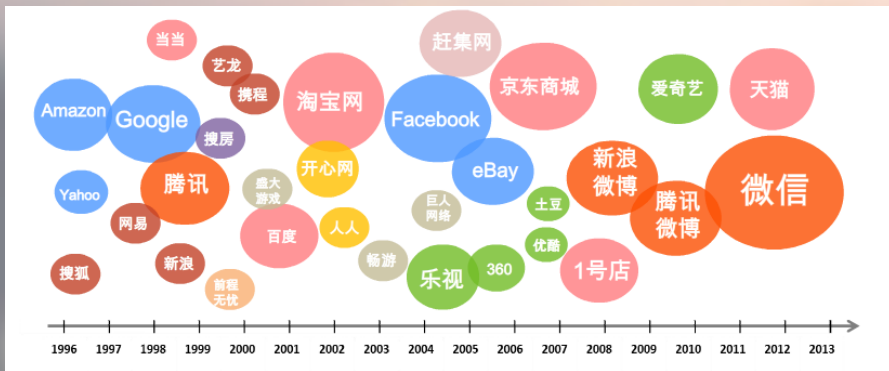 当当
赶集网
艺龙
携程
淘宝网
京东商城
爱奇艺
天猫
Amazon
Google
搜房
Facebook
开心网
eBay
新浪
微博
微信
Yahoo
腾讯
盛大
游戏
巨人
网络
土豆
腾讯
微博
网易
百度
人人
优酷
搜狐
新浪
前程
无忧
畅游
乐视
360
1号店
1996 1997 1998 1999 2000 2001 2002 2003 2004 2005 2006 2007 2008 2009 2010 2011 2012 2013